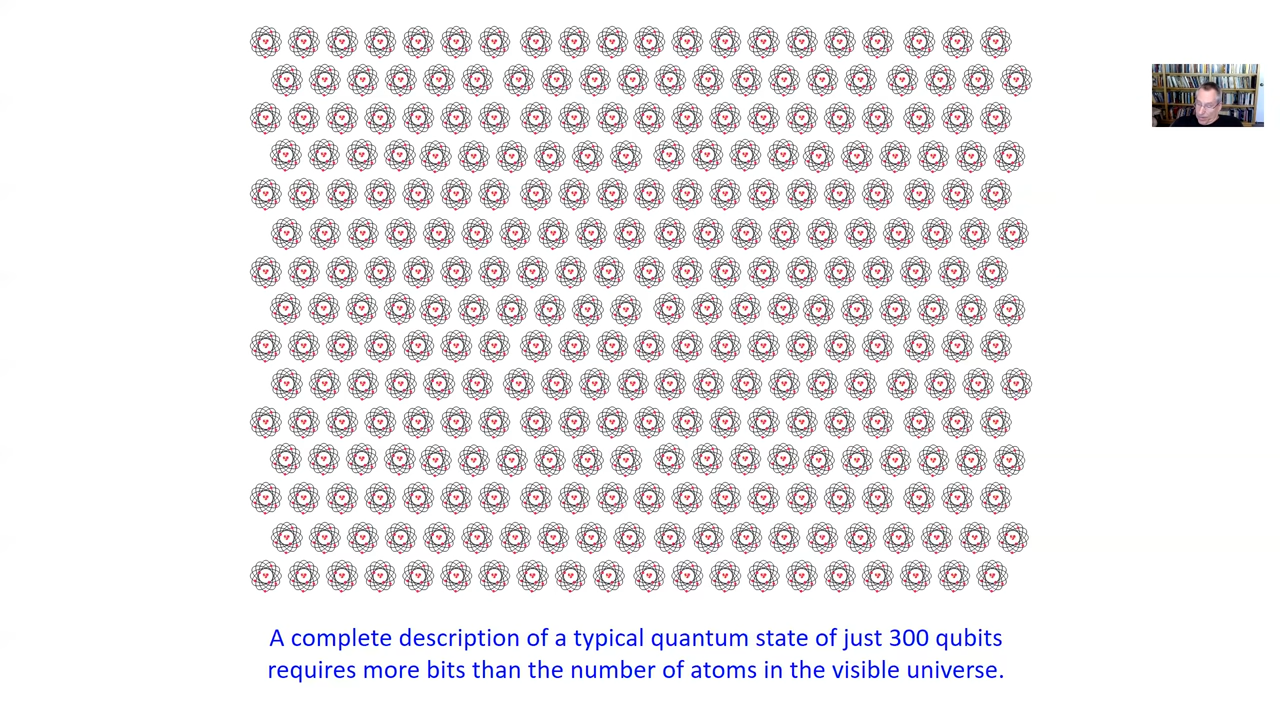 A complete description of a typical quantum state of just 300 qubits
requires more bits than the number of atoms in the visible universe.